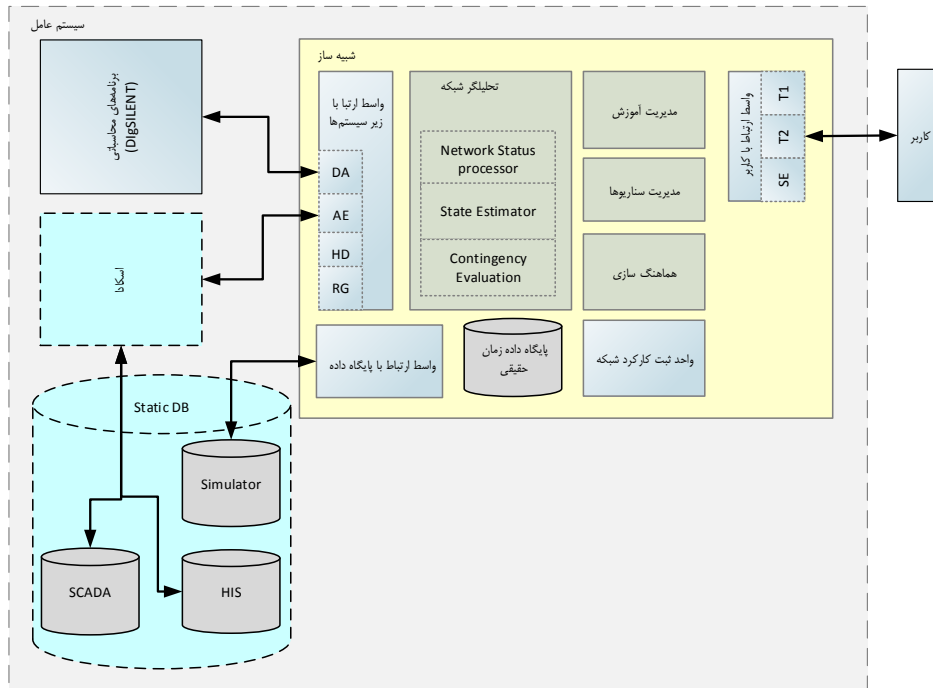 سیستم عامل
برنامه‌های محاسباتی
(DIgSILENT)
اسکادا
Static DB
Simulator
SCADA
HIS
شبیه ساز
واسط ارتبا با
زیر سیستم‌ها
DA
AE
HD
RG
تحلیلگر شبکه
Network Status
processor
State Estimator
Contingency
Evaluation
مدیریت آموزش
مدیریت سناریوها
هماهنگ سازی
واسط ارتباط با کاربر
T1
T2
SE
واسط ارتباط با پایگاه داده
پایگاه داده زمان
حقیقی
واحد ثبت کارکرد شبکه
کاربر